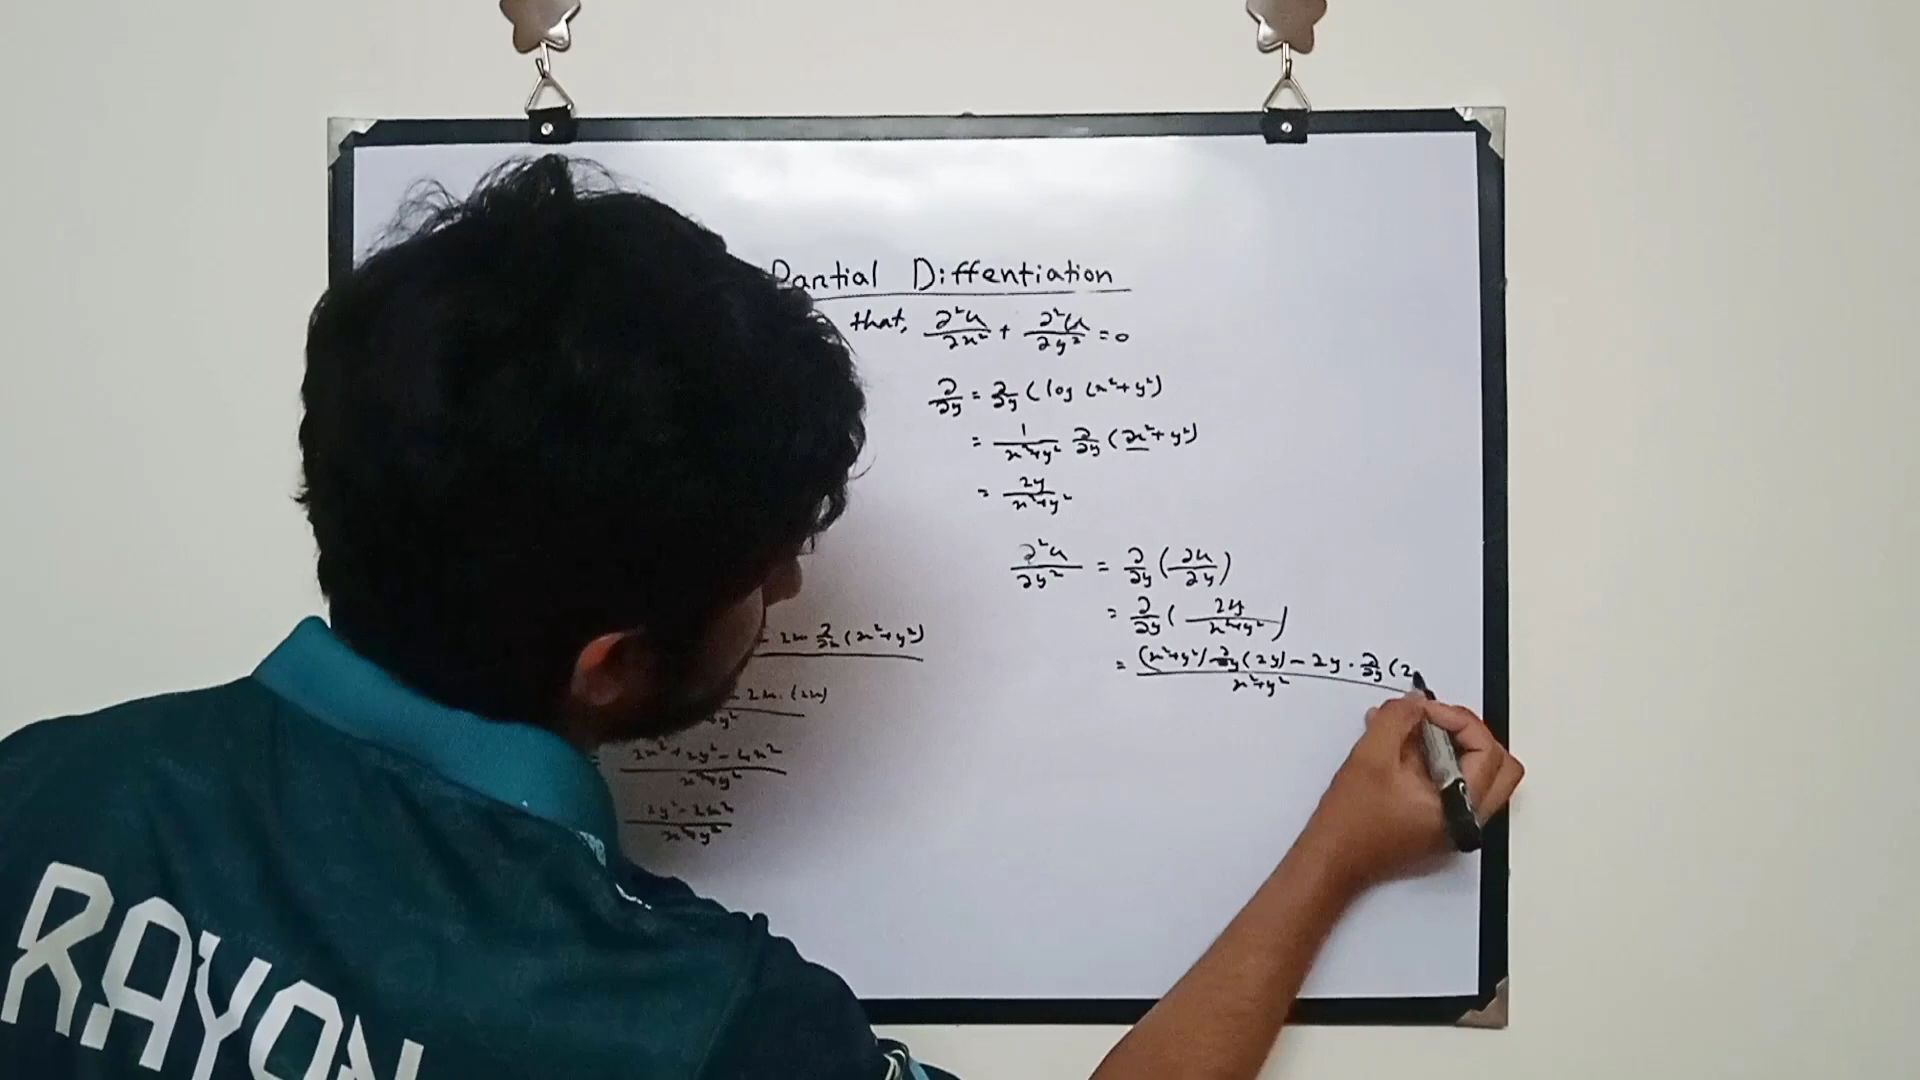 Partial Diffentiation
that, ∂²u/∂x² + ∂²u/∂y² = 0
∂/∂y = ∂/∂y (log (x²+y²)
= 1/x²+y² ∂/∂y (x²+y²)
= 2y/x²+y²
∂²u/∂y² = ∂/∂y (∂u/∂y)
= ∂/∂y (2y/x²+y²)
= (x²+y²) ∂/∂y (2y) - 2y · ∂/∂y (
x²+y²
- 2x ∂/∂x (x²+y²)
- 2x. (2x)
+y²
= 2x²+2y²-4x²/x²+y²
2y²-2x²/x²+y²
RAYON